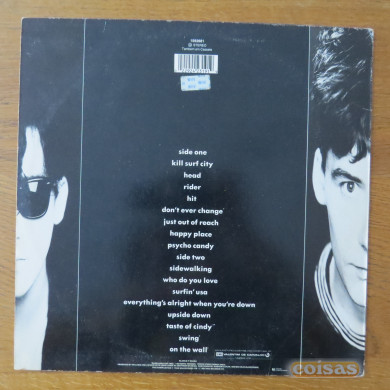 side one
kill surf city
head
rider
hit
don't ever change*
just out of reach
happy place
psycho candy
side two
sidewalking
who do you love
surfin' usa
everything's alright when you're down
upside down
taste of cindy*
swing*
on the wall*
coisas